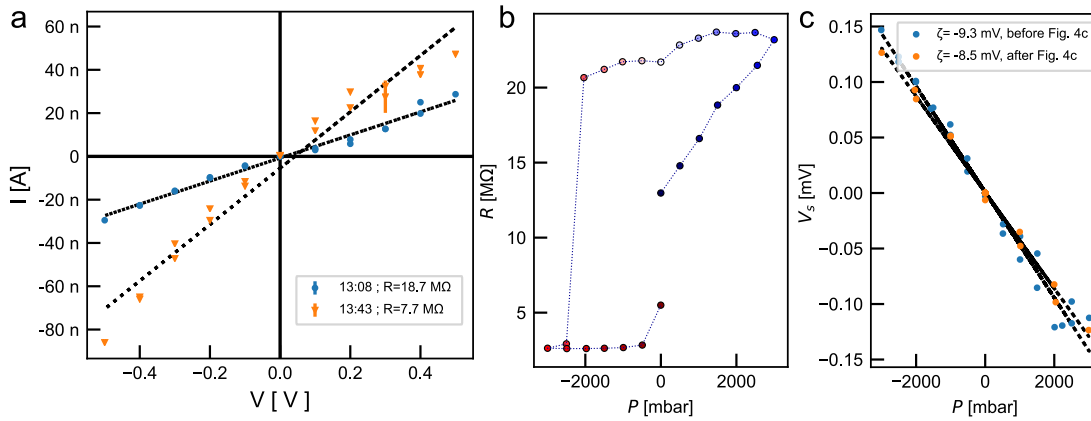 a
60 n
40 n
20 n
0
-20 n
-40 n
-60 n
-80 n
I [A]
−0.4
−0.2
0.0
0.2
0.4
V [ V ]
13:08 ; R=18.7 MΩ
13:43 ; R=7.7 MΩ
b
20
15
10
5
R [MΩ]
−2000
0
2000
P [mbar]
c
0.15
0.10
0.05
0.00
−0.05
−0.10
−0.15
Vs [mV]
−2000
0
2000
P [mbar]
ζ= -9.3 mV, before Fig. 4c
ζ= -8.5 mV, after Fig. 4c